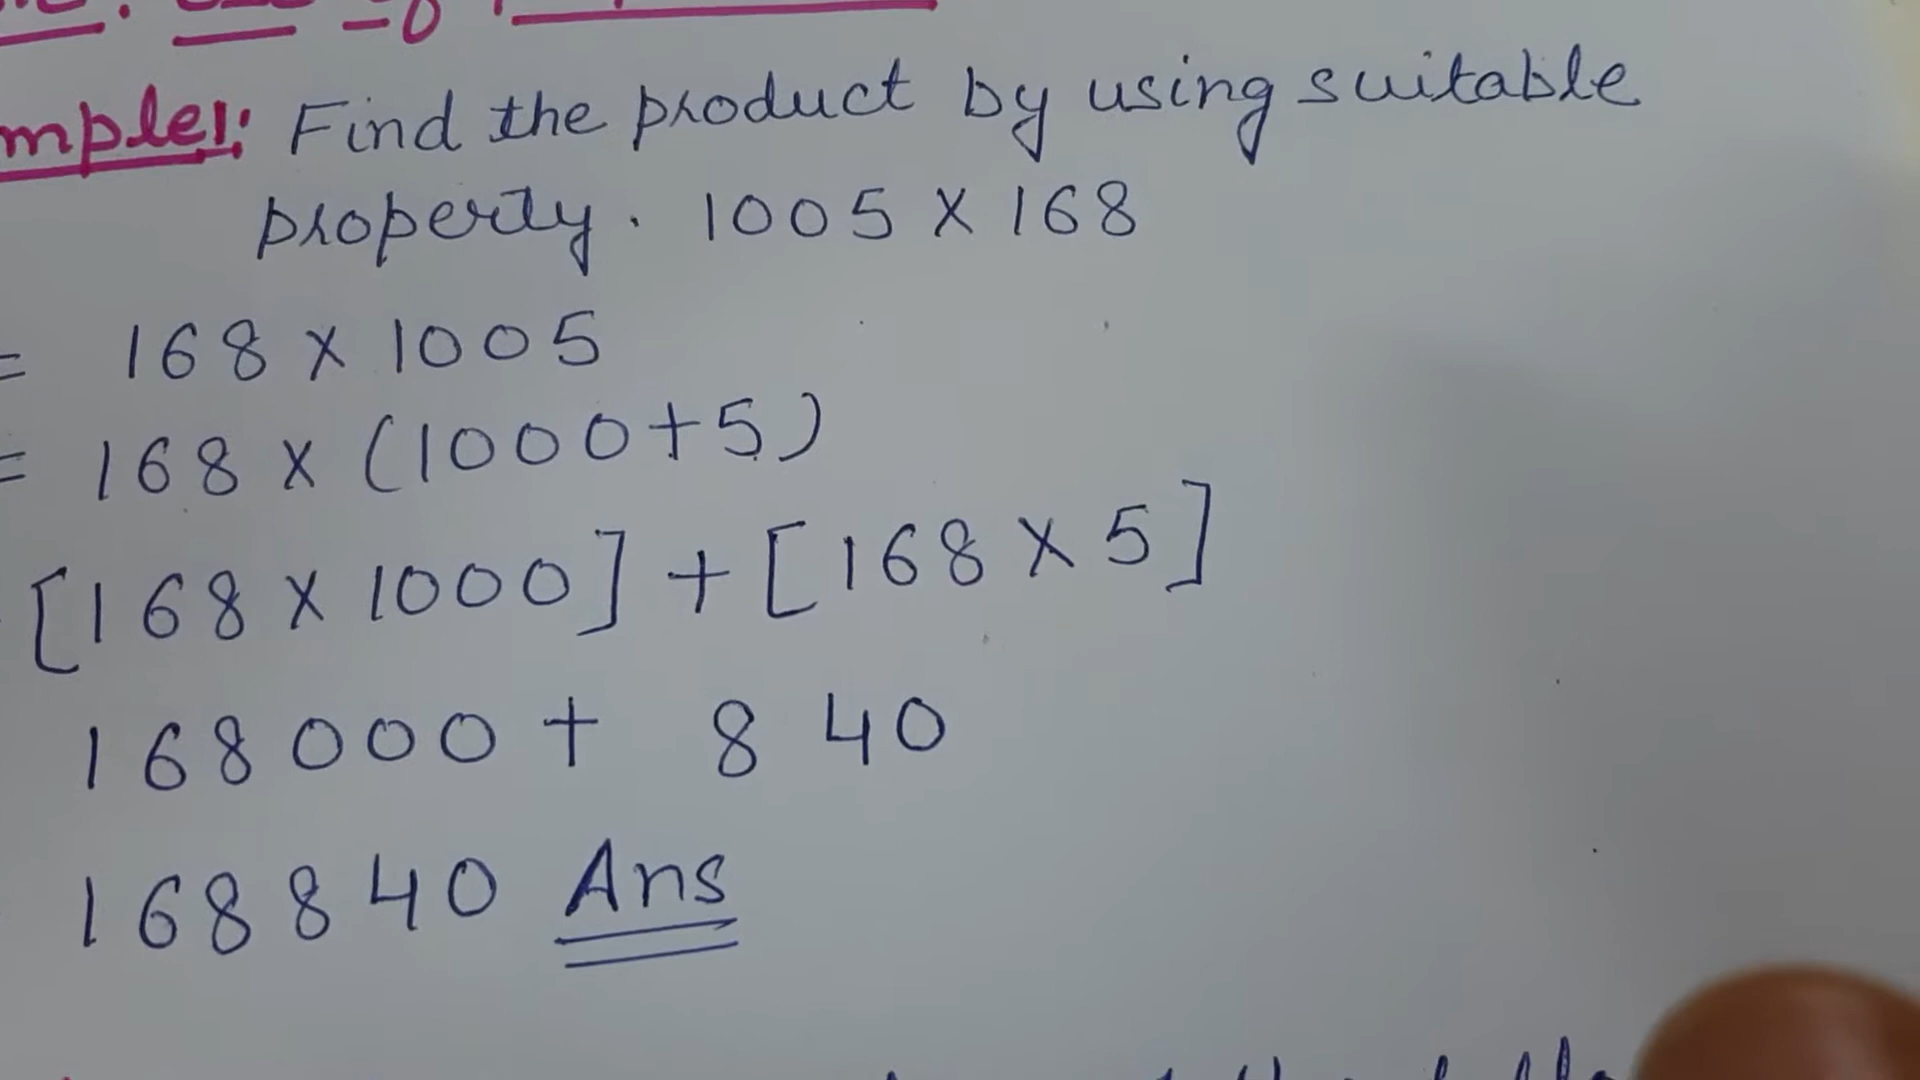 mple1: Find the product by using suitable
property. 1005 x 168
= 168 x 1005
= 168 x (1000+5)
[168 x 1000] + [168 x 5]
168000 + 840
168840 Ans